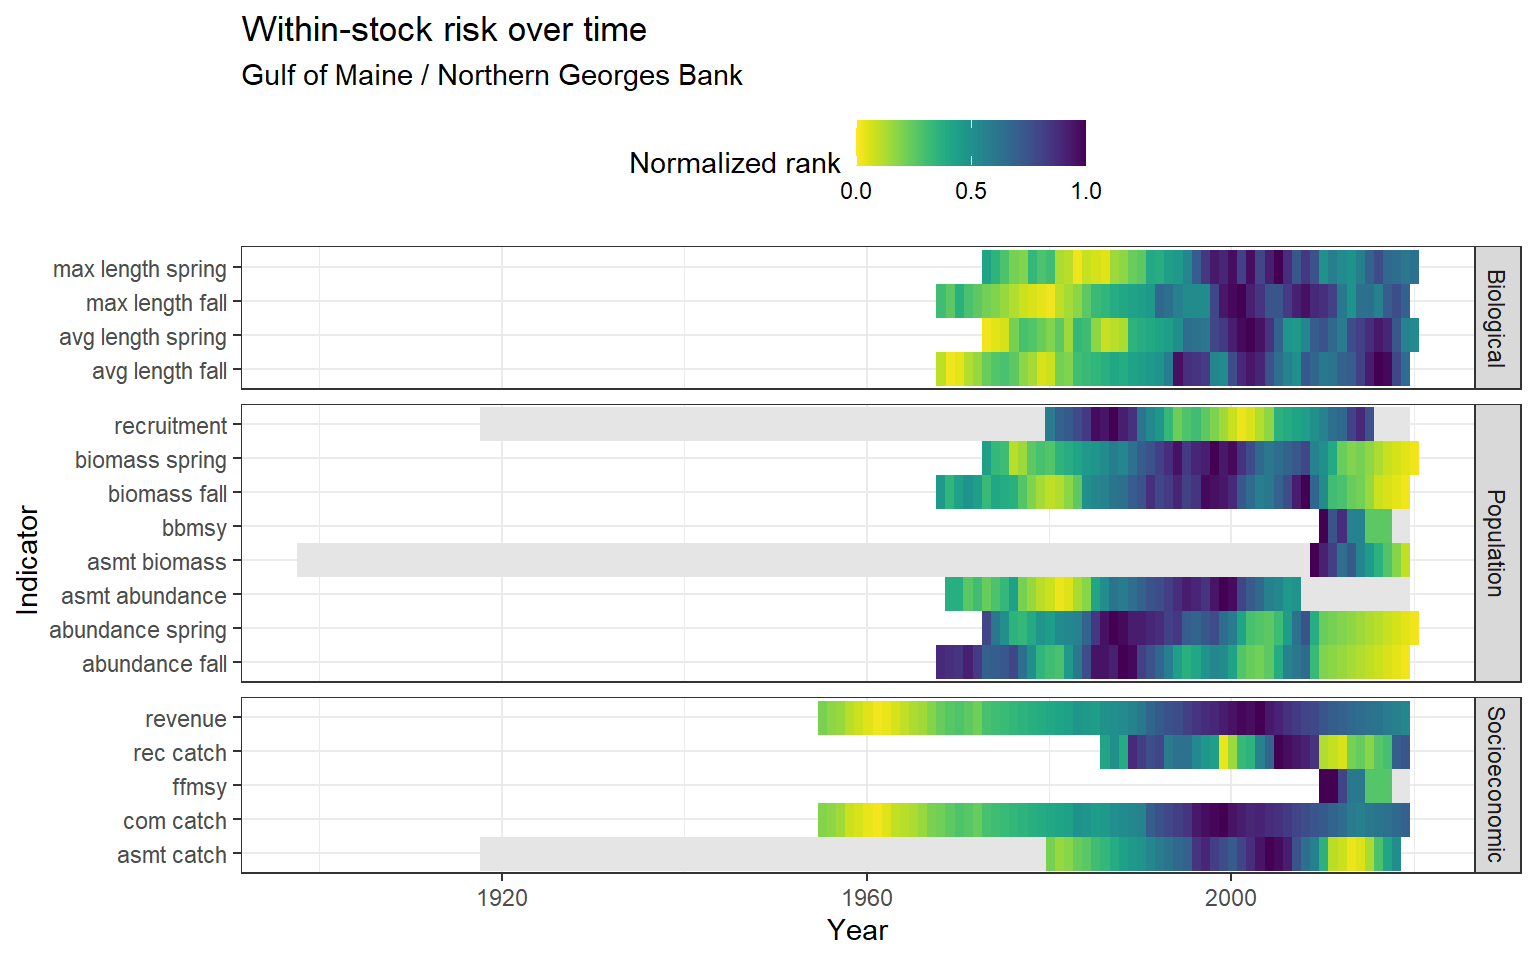 Within-stock risk over time
Gulf of Maine / Northern Georges Bank
Normalized rank
0.0 0.5 1.0
max length spring
max length fall
avg length spring
avg length fall
Biological
recruitment
biomass spring
biomass fall
bbmsy
asmt biomass
asmt abundance
abundance spring
abundance fall
Population
revenue
rec catch
ffmsy
com catch
asmt catch
Socioeconomic
Indicator
1920 1960 2000
Year